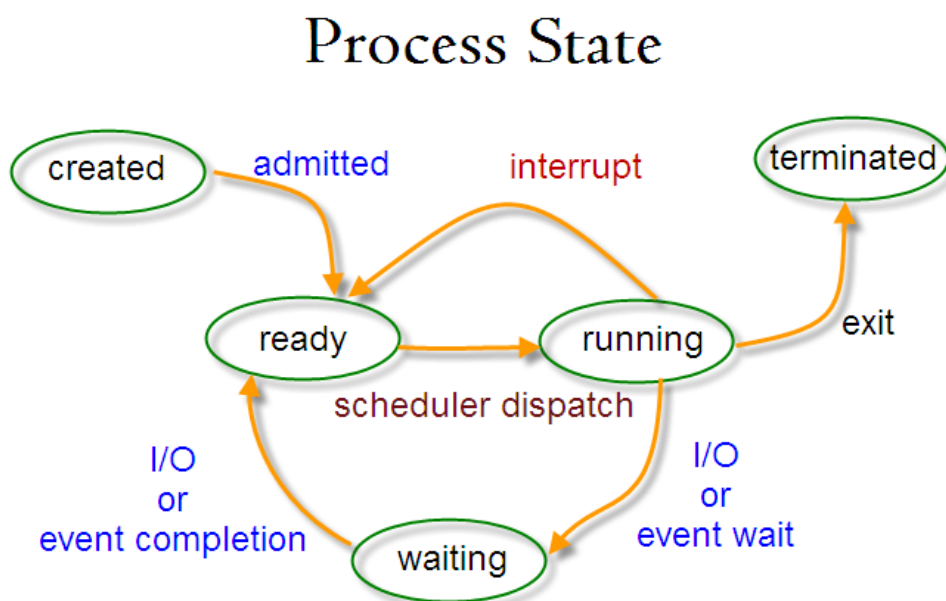 Process State
created
admitted
interrupt
terminated
ready
running
exit
scheduler dispatch
I/O
or
event completion
I/O
or
event wait
waiting